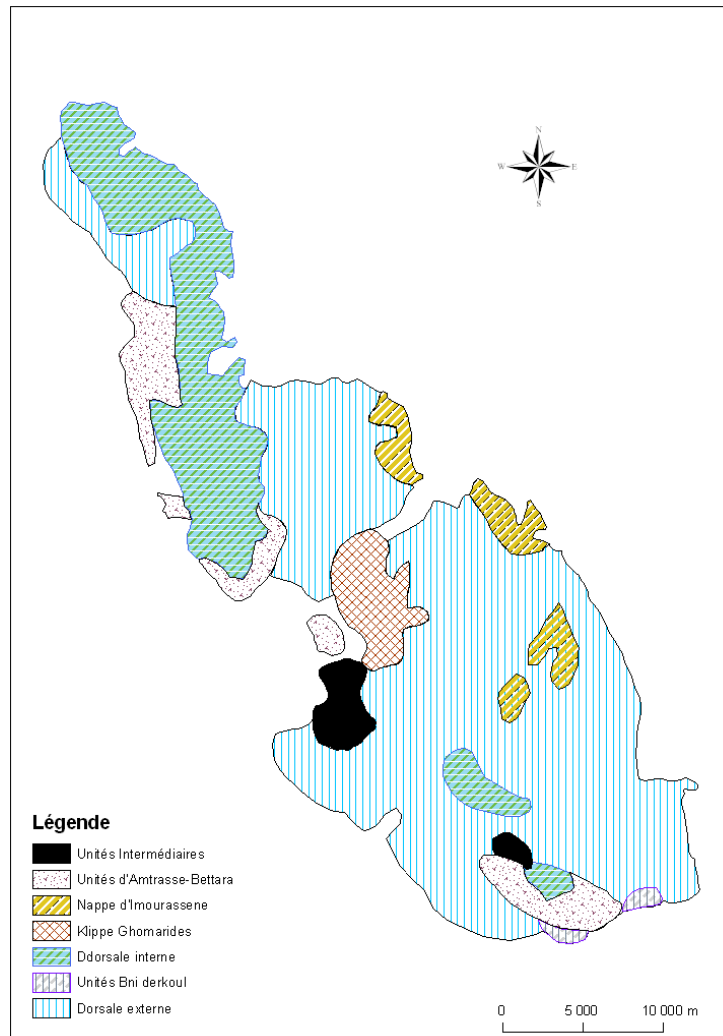 N
W E
S
Légende
Unités Intermédiaires
Unités d'Amtrasse-Bettara
Nappe d'Imourassene
Klippe Ghomarides
Ddorsale interne
Unités Bni derkoul
Dorsale externe
0 5 000 10 000 m